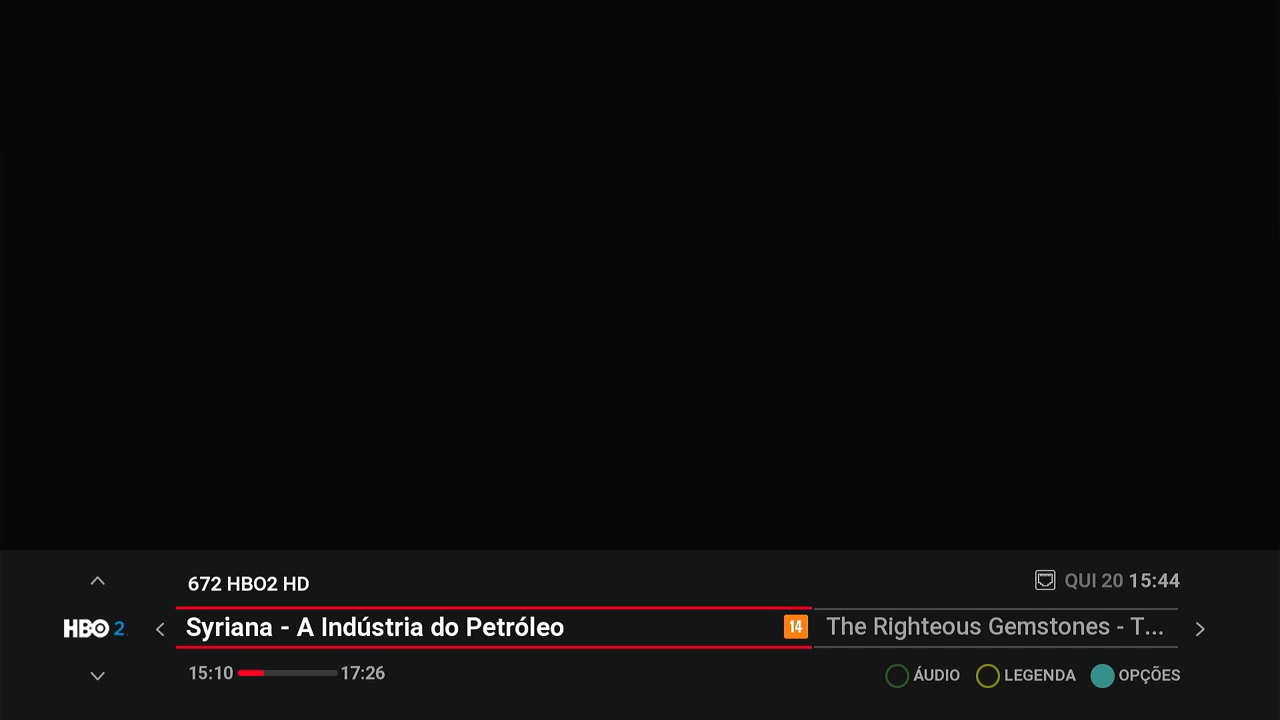 672 HBO2 HD
QUI 20 15:44
HBO 2
Syriana - A Indústria do Petróleo
14
The Righteous Gemstones - T...
15:10
17:26
ÁUDIO
LEGENDA
OPÇÕES